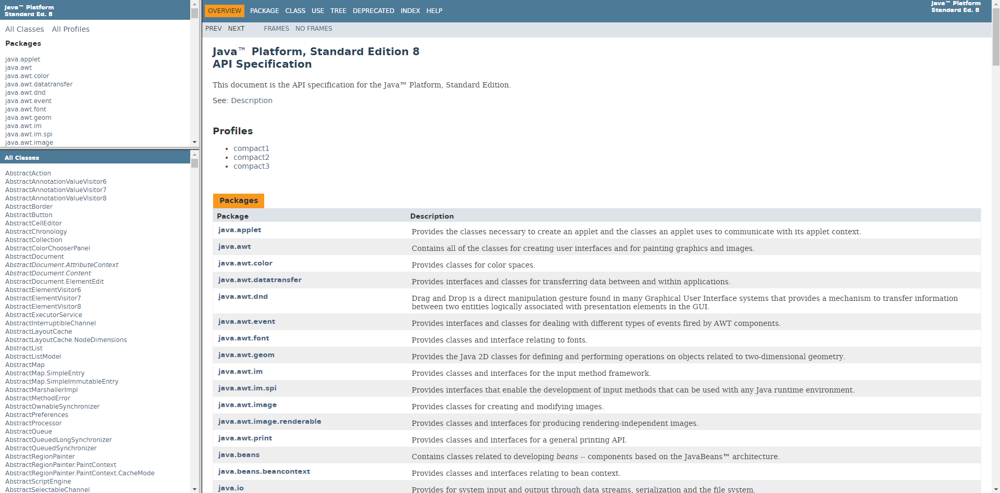 Java™ Platform
Standard Ed. 8
All Classes All Profiles
Packages
java.applet
java.awt
java.awt.color
java.awt.datatransfer
java.awt.dnd
java.awt.event
java.awt.font
java.awt.geom
java.awt.im
java.awt.im.spi
java.awt.image
All Classes
AbstractAction
AbstractAnnotationValueVisitor6
AbstractAnnotationValueVisitor7
AbstractAnnotationValueVisitor8
AbstractBorder
AbstractButton
AbstractCellEditor
AbstractChronology
AbstractCollection
AbstractColorChooserPanel
AbstractDocument
AbstractDocument.AttributeContext
AbstractDocument.Content
AbstractDocument.ElementEdit
AbstractElementVisitor6
AbstractElementVisitor7
AbstractElementVisitor8
AbstractExecutorService
AbstractInterruptibleChannel
AbstractLayoutCache
AbstractLayoutCache.NodeDimensions
AbstractList
AbstractListModel
AbstractMap
AbstractMap.SimpleEntry
AbstractMap.SimpleImmutableEntry
AbstractMarshallerImpl
AbstractMethodError
AbstractOwnableSynchronizer
AbstractPreferences
AbstractProcessor
AbstractQueue
AbstractQueuedLongSynchronizer
AbstractQueuedSynchronizer
AbstractRegionPainter
AbstractRegionPainter.PaintContext
AbstractRegionPainter.PaintContext.CacheMode
AbstractScriptEngine
AbstractSelectableChannel
OVERVIEW PACKAGE CLASS USE TREE DEPRECATED INDEX HELP
Java™ Platform
Standard Ed. 8
PREV NEXT FRAMES NO FRAMES
Java™ Platform, Standard Edition 8
API Specification
This document is the API specification for the Java™ Platform, Standard Edition.
See: Description
Profiles
• compact1
• compact2
• compact3
Packages
Package Description
java.applet Provides the classes necessary to create an applet and the classes an applet uses to communicate with its applet context.
java.awt Contains all of the classes for creating user interfaces and for painting graphics and images.
java.awt.color Provides classes for color spaces.
java.awt.datatransfer Provides interfaces and classes for transferring data between and within applications.
java.awt.dnd Drag and Drop is a direct manipulation gesture found in many Graphical User Interface systems that provides a mechanism to transfer information
between two entities logically associated with presentation elements in the GUI.
java.awt.event Provides interfaces and classes for dealing with different types of events fired by AWT components.
java.awt.font Provides classes and interface relating to fonts.
java.awt.geom Provides the Java 2D classes for defining and performing operations on objects related to two-dimensional geometry.
java.awt.im Provides classes and interfaces for the input method framework.
java.awt.im.spi Provides interfaces that enable the development of input methods that can be used with any Java runtime environment.
java.awt.image Provides classes for creating and modifying images.
java.awt.image.renderable Provides classes and interfaces for producing rendering-independent images.
java.awt.print Provides classes and interfaces for a general printing API.
java.beans Contains classes related to developing beans -- components based on the JavaBeans™ architecture.
java.beans.beancontext Provides classes and interfaces relating to bean context.
java.io Provides for system input and output through data streams, serialization and the file system.